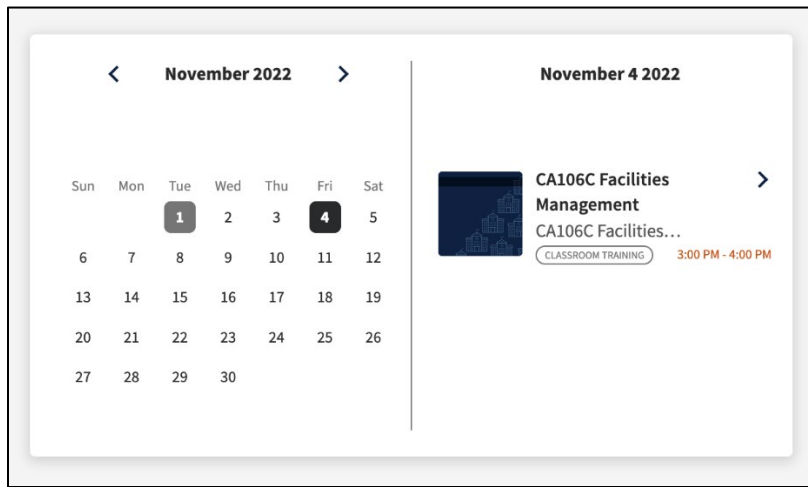 November 2022
Sun Mon Tue Wed Thu Fri Sat
1 2 3 4 5
6 7 8 9 10 11 12
13 14 15 16 17 18 19
20 21 22 23 24 25 26
27 28 29 30
November 4 2022
CA106C Facilities
Management
CA106C Facilities...
CLASSROOM TRAINING 3:00 PM - 4:00 PM